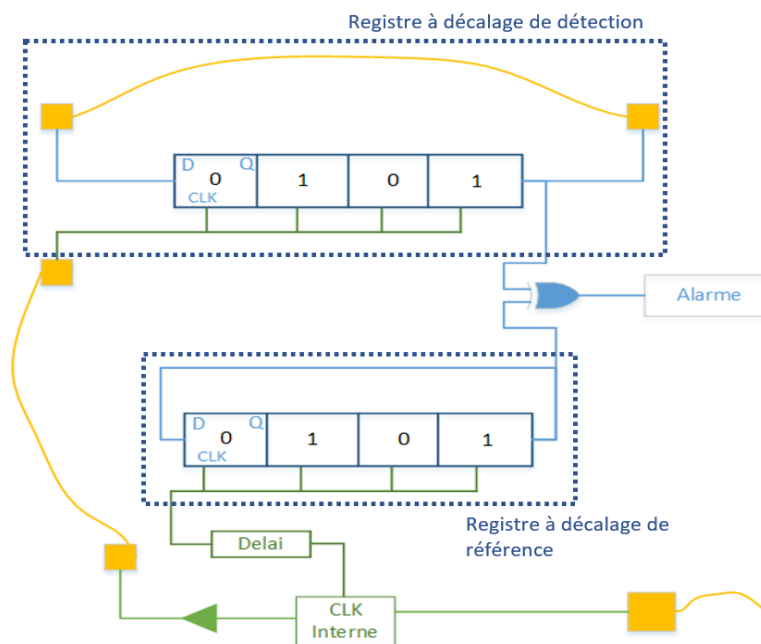 Registre à décalage de détection
D
Q
0
1
0
1
CLK
Alarme
D
Q
0
1
0
1
CLK
Registre à décalage de
référence
Delai
CLK
Interne